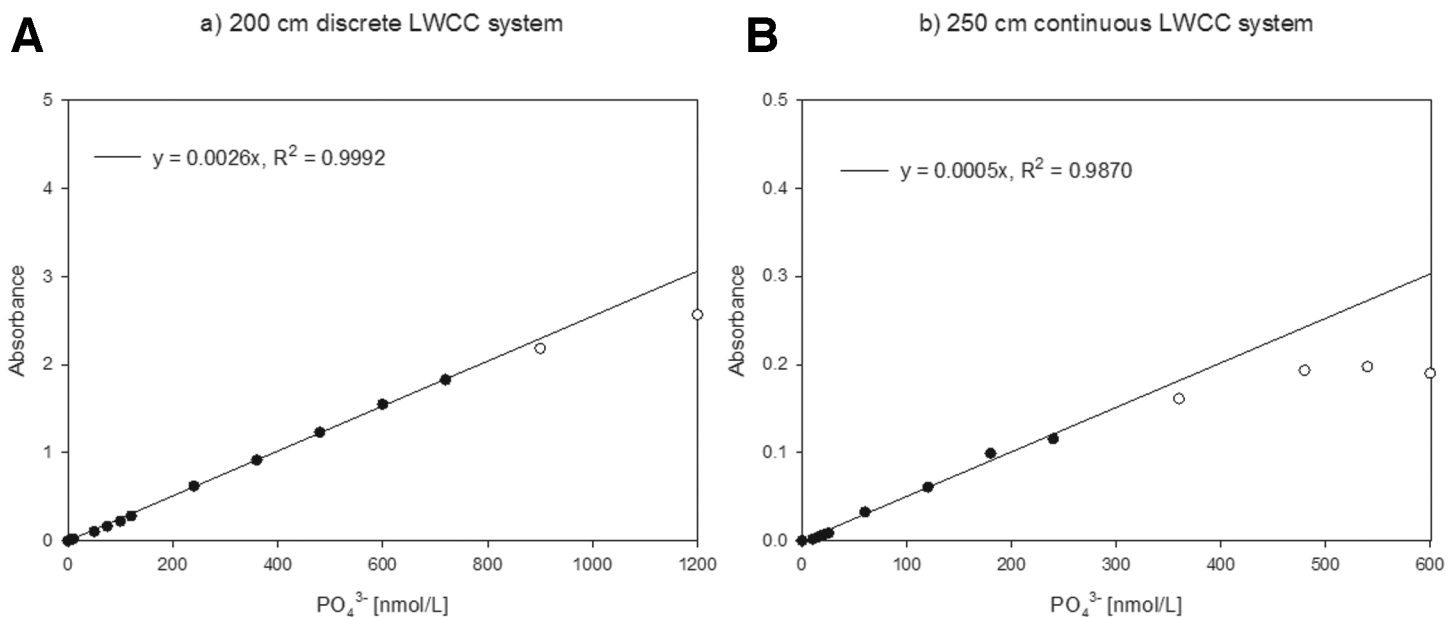 A
a) 200 cm discrete LWCC system
5
y = 0.0026x, R² = 0.9992
4
3
2
1
0
Absorbance
0 200 400 600 800 1000 1200
PO₄³⁻ [nmol/L]
B
b) 250 cm continuous LWCC system
0.5
y = 0.0005x, R² = 0.9870
0.4
0.3
0.2
0.1
0.0
Absorbance
0 100 200 300 400 500 600
PO₄³⁻ [nmol/L]